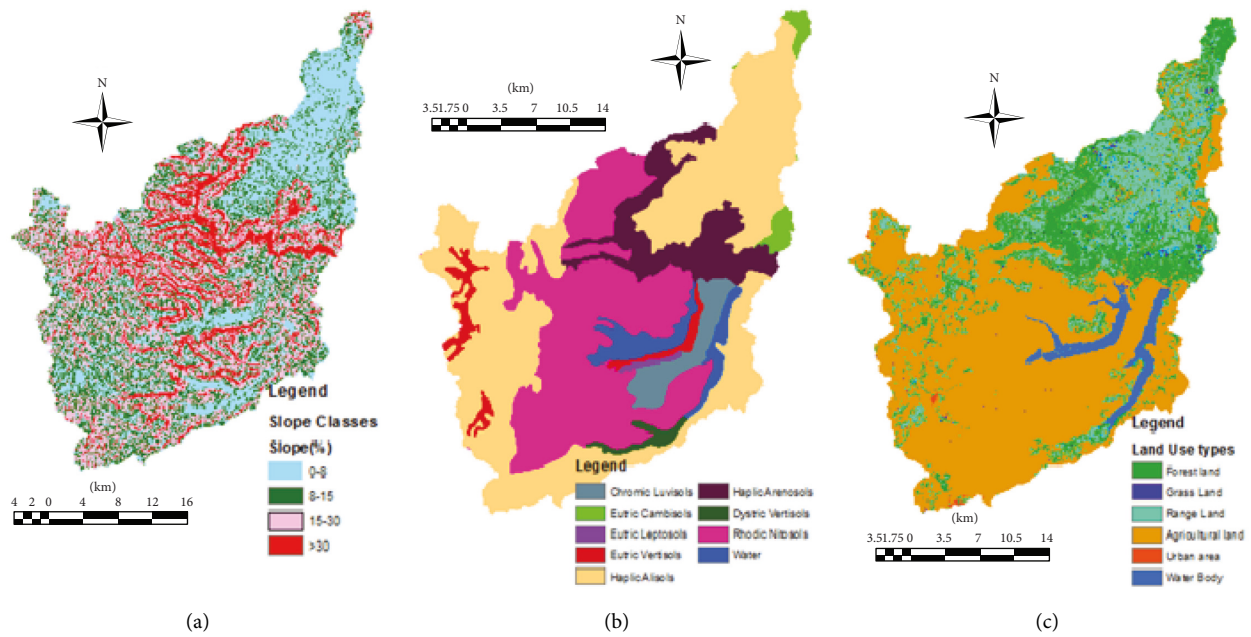 N
(km)
4 2 0 4 8 12 16
Legend
Slope Classes
Slope(%)
0-8
8-15
15-30
>30
(a)
N
(km)
3.51.75 0 3.5 7 10.5 14
Legend
Chromic Luvisols
Eutric Cambisols
Eutric Leptosols
Eutric Vertisols
Haplic Alisols
Haplic Arenosols
Dystric Vertisols
Rhodic Nitosols
Water
(b)
N
Legend
Land Use types
Forest land
Grass Land
Range Land
Agricultural land
Urban area
Water Body
(km)
3.51.75 0 3.5 7 10.5 14
(c)